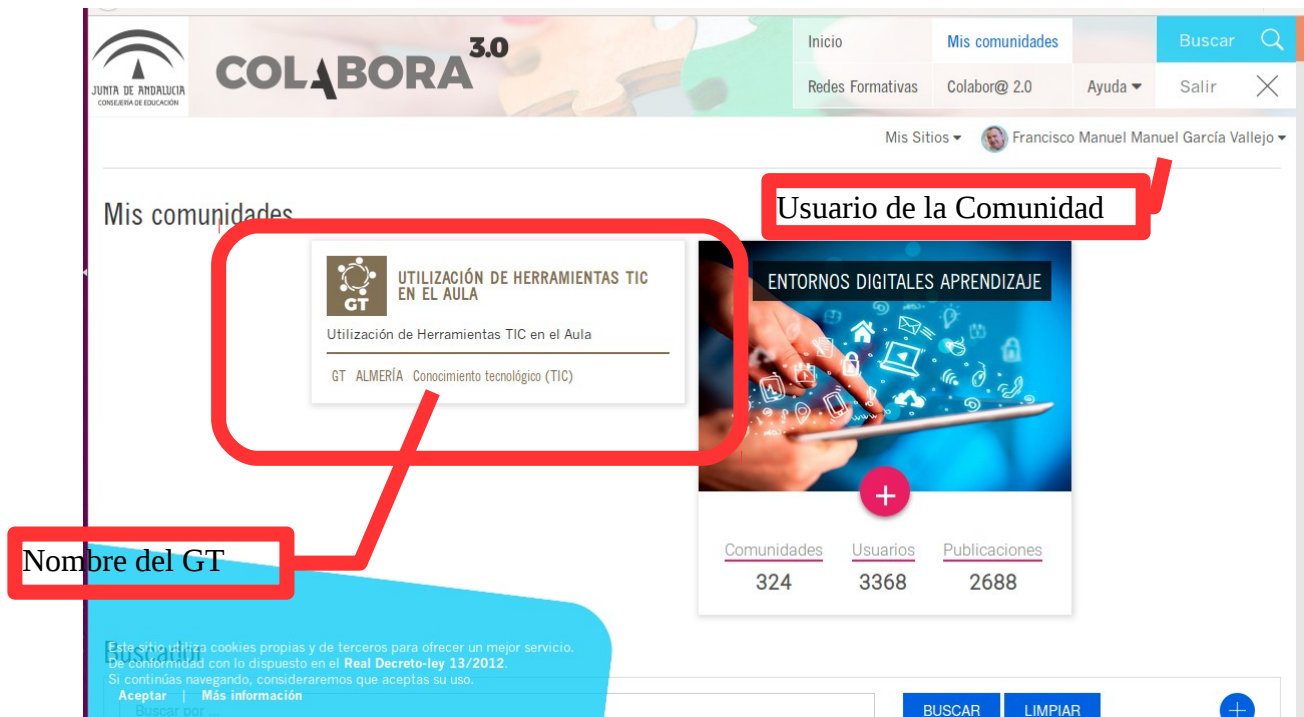 JUNTA DE ANDALUCIA
CONSEJERÍA DE EDUCACIÓN
COLABORA 3.0
Inicio
Mis comunidades
Buscar
Redes Formativas
Colabor@ 2.0
Ayuda
Salir
Mis Sitios
Francisco Manuel Manuel García Vallejo
Usuario de la Comunidad
Mis comunidades
GT
UTILIZACIÓN DE HERRAMIENTAS TIC
EN EL AULA
Utilización de Herramientas TIC en el Aula
GT ALMERÍA Conocimiento tecnológico (TIC)
ENTORNOS DIGITALES APRENDIZAJE
+
Comunidades
Usuarios
Publicaciones
324
3368
2688
Nombre del GT
Buscador
Este sitio utiliza cookies propias y de terceros para ofrecer un mejor servicio.
De conformidad con lo dispuesto en el Real Decreto-ley 13/2012.
Si continúas navegando, consideraremos que aceptas su uso.
Aceptar | Más información
Buscar por ...
BUSCAR
LIMPIAR
+